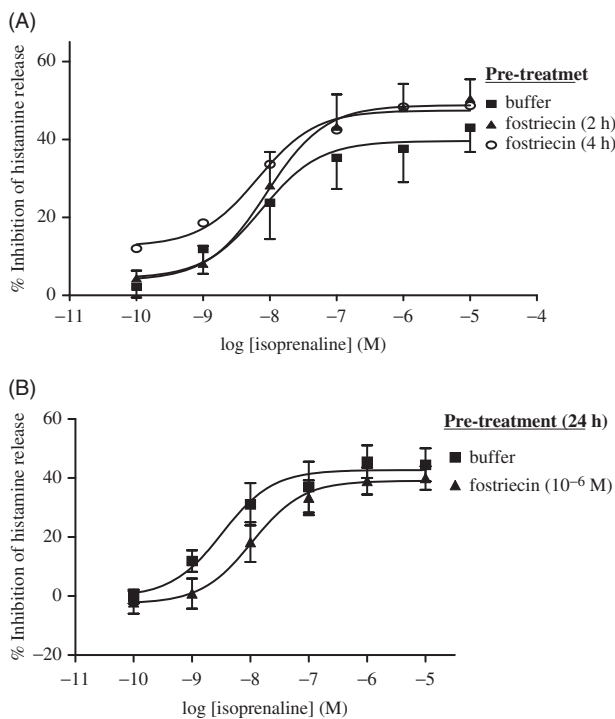 (A)
60
40
20
0
% Inhibition of histamine release
−11 −10 −9 −8 −7 −6 −5 −4
log [isoprenaline] (M)
Pre-treatmet
buffer
fostriecin (2 h)
fostriecin (4 h)
(B)
60
40
20
0
−20
% Inhibition of histamine release
−11 −10 −9 −8 −7 −6 −5
log [isoprenaline] (M)
Pre-treatment (24 h)
buffer
fostriecin (10⁻⁶ M)